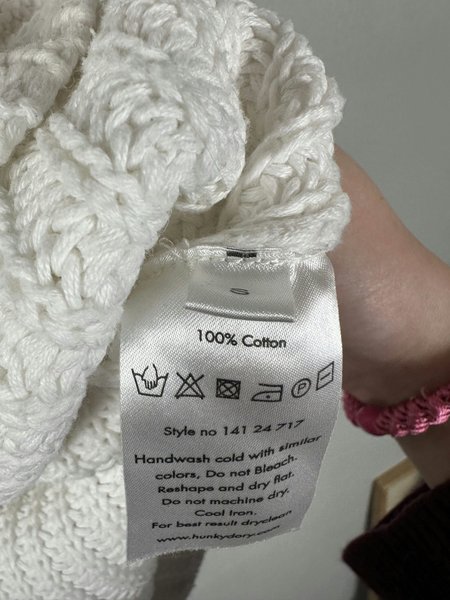 S
100% Cotton
P
Style no 141 24 717
Handwash cold with similar
colors, Do not Bleach.
Reshape and dry flat.
Do not machine dry.
Cool Iron.
For best result dryclean
www.hunkydory.com